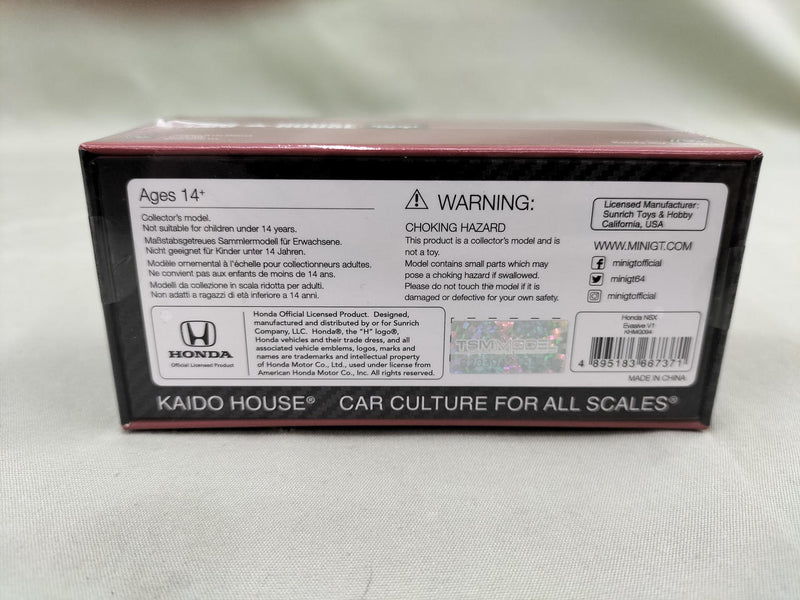 HOUSE
Ages 14+
Collector's model.
Not suitable for children under 14 years.
Maßstabsgetreues Sammlermodell für Erwachsene.
Nicht geeignet für Kinder unter 14 Jahren.
Modèle ornemental à l'échelle pour collectionneurs adultes.
Ne convient pas aux enfants de moins de 14 ans.
Modelli da collezione in scala ridotta per adulti.
Non adatti a ragazzi di età inferiore a 14 anni.
⚠ WARNING:
CHOKING HAZARD
This product is a collector's model and is
not a toy.
Model contains small parts which may
pose a choking hazard if swallowed.
Please do not touch the model if it is
damaged or defective for your own safety.
Licensed Manufacturer:
Sunrich Toys & Hobby
California, USA
WWW.MINIGT.COM
minigtofficial
minigt64
minigtofficial
HONDA
Official Licensed Product
Honda Official Licensed Product. Designed,
manufactured and distributed by or for Sunrich
Company, LLC. Honda®, the "H" logo®,
Honda vehicles and their trade dress, and all
associated vehicle emblems, logos, marks and
names are trademarks and intellectual property
of Honda Motor Co., Ltd., used under license from
American Honda Motor Co., Inc. All rights reserved.
TSMMODEL
Honda NSX
Evasive V1
KHMG094
4 895183 667371
MADE IN CHINA
KAIDO HOUSE® CAR CULTURE FOR ALL SCALES®